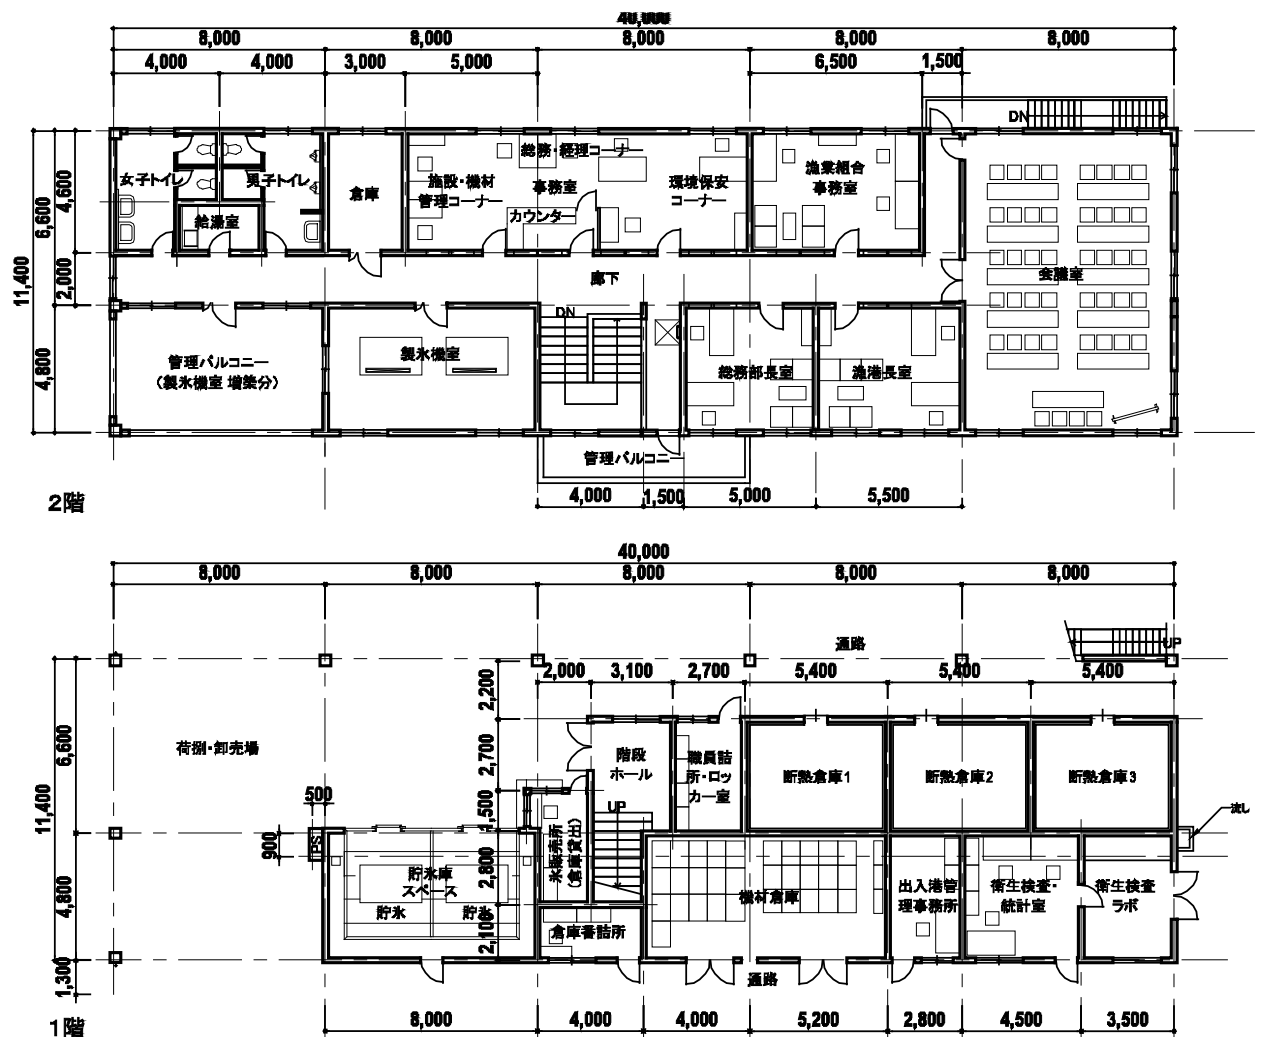 40,000
8,000 8,000 8,000 8,000 8,000
4,000 4,000 3,000 5,000 6,500 1,500
DN
総務・経理コーナー
女子トイレ 男子トイレ
倉庫
施設・機材
管理コーナー
事務室
環境保安
コーナー
漁業組合
事務室
給湯室
カウンター
会議室
廊下
11,400
6,600
4,600
2,000
4,800
DN
管理バルコニー
(製氷機室 増築分)
製氷機室
総務部長室
漁港長室
管理バルコニー
4,000 1,500 5,000 5,500
2階
40,000
8,000 8,000 8,000 8,000 8,000
通路
UP
2,000 3,100 2,700 5,400 5,400 5,400
2,200
2,700
1,500
2,800
2,100
11,400
6,600
4,800
1,300
荷捌・卸売場
500
900
PS
階段
ホール
職員詰
所・ロッ
カー室
断熱倉庫1
断熱倉庫2
断熱倉庫3
流し
UP
氷販売所
(倉庫貸出)
貯氷庫
スペース
貯氷 貯氷
機材倉庫
出入港管
理事務所
衛生検査・
統計室
衛生検査
ラボ
倉庫番詰所
通路
8,000 4,000 4,000 5,200 2,800 4,500 3,500
1階